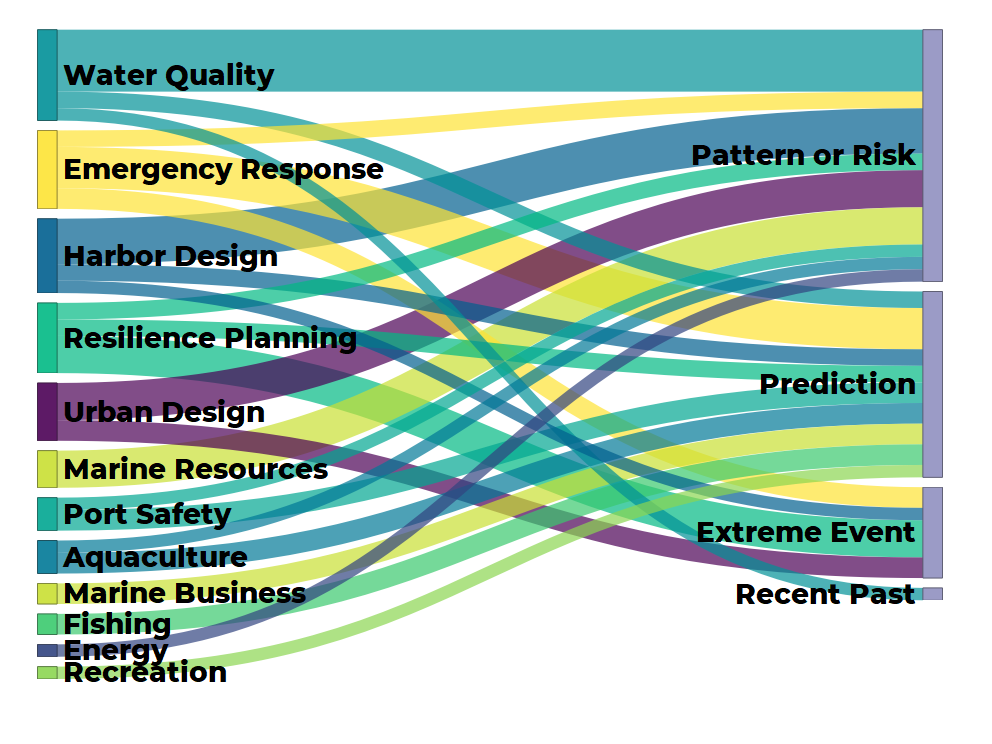 Water Quality
Emergency Response
Harbor Design
Resilience Planning
Urban Design
Marine Resources
Port Safety
Aquaculture
Marine Business
Fishing
Energy
Recreation
Pattern or Risk
Prediction
Extreme Event
Recent Past